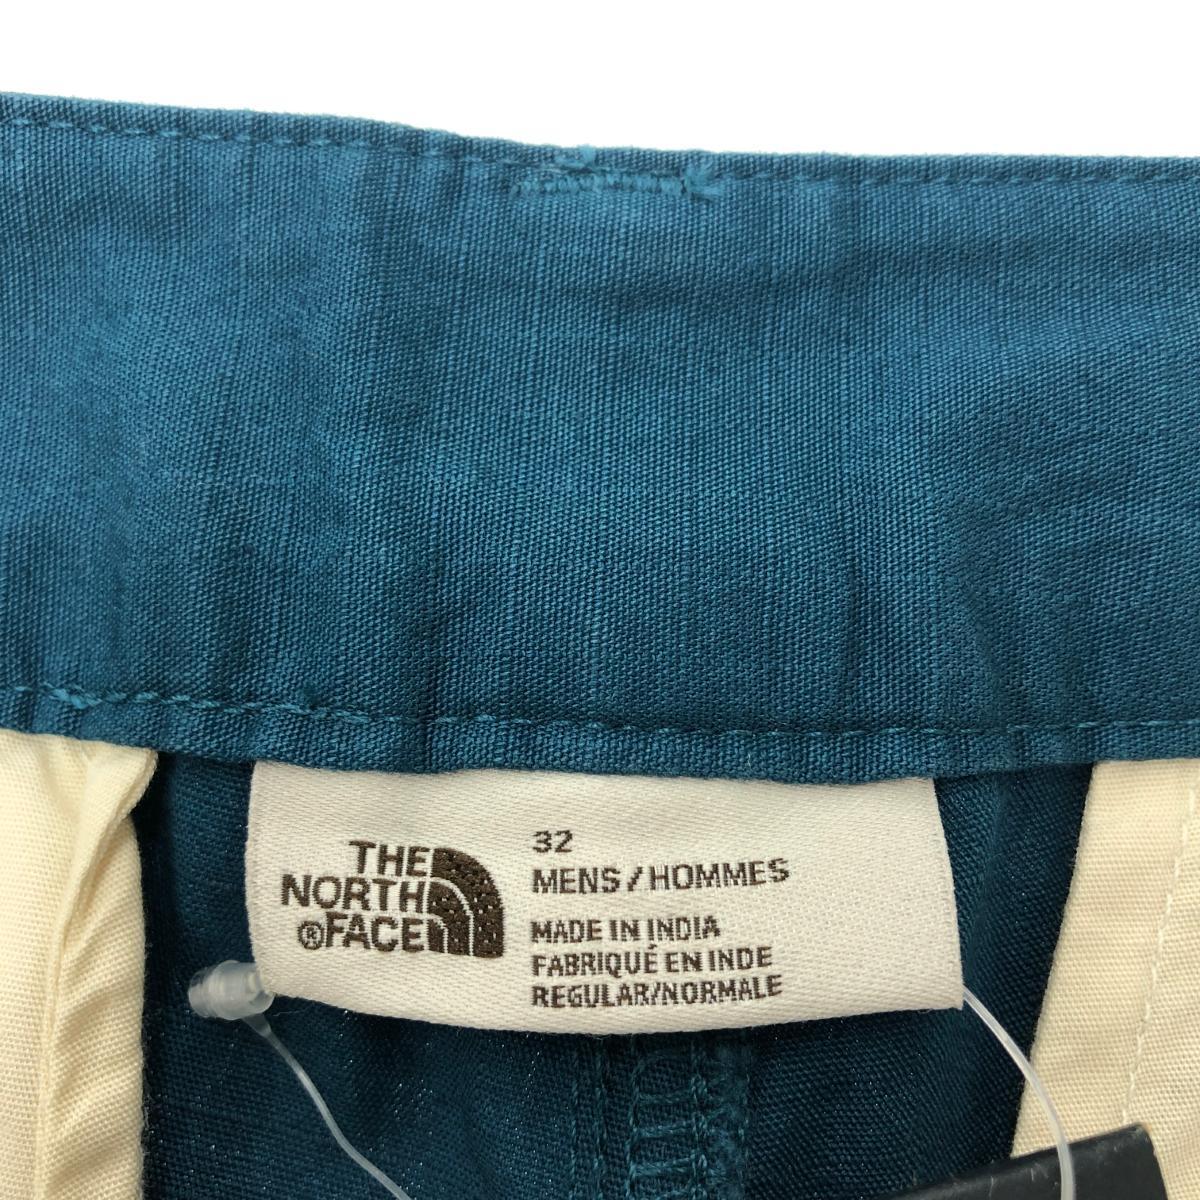 THE
NORTH
®FACE
32
MENS/HOMMES
MADE IN INDIA
FABRIQUÉ EN INDE
REGULAR/NORMALE